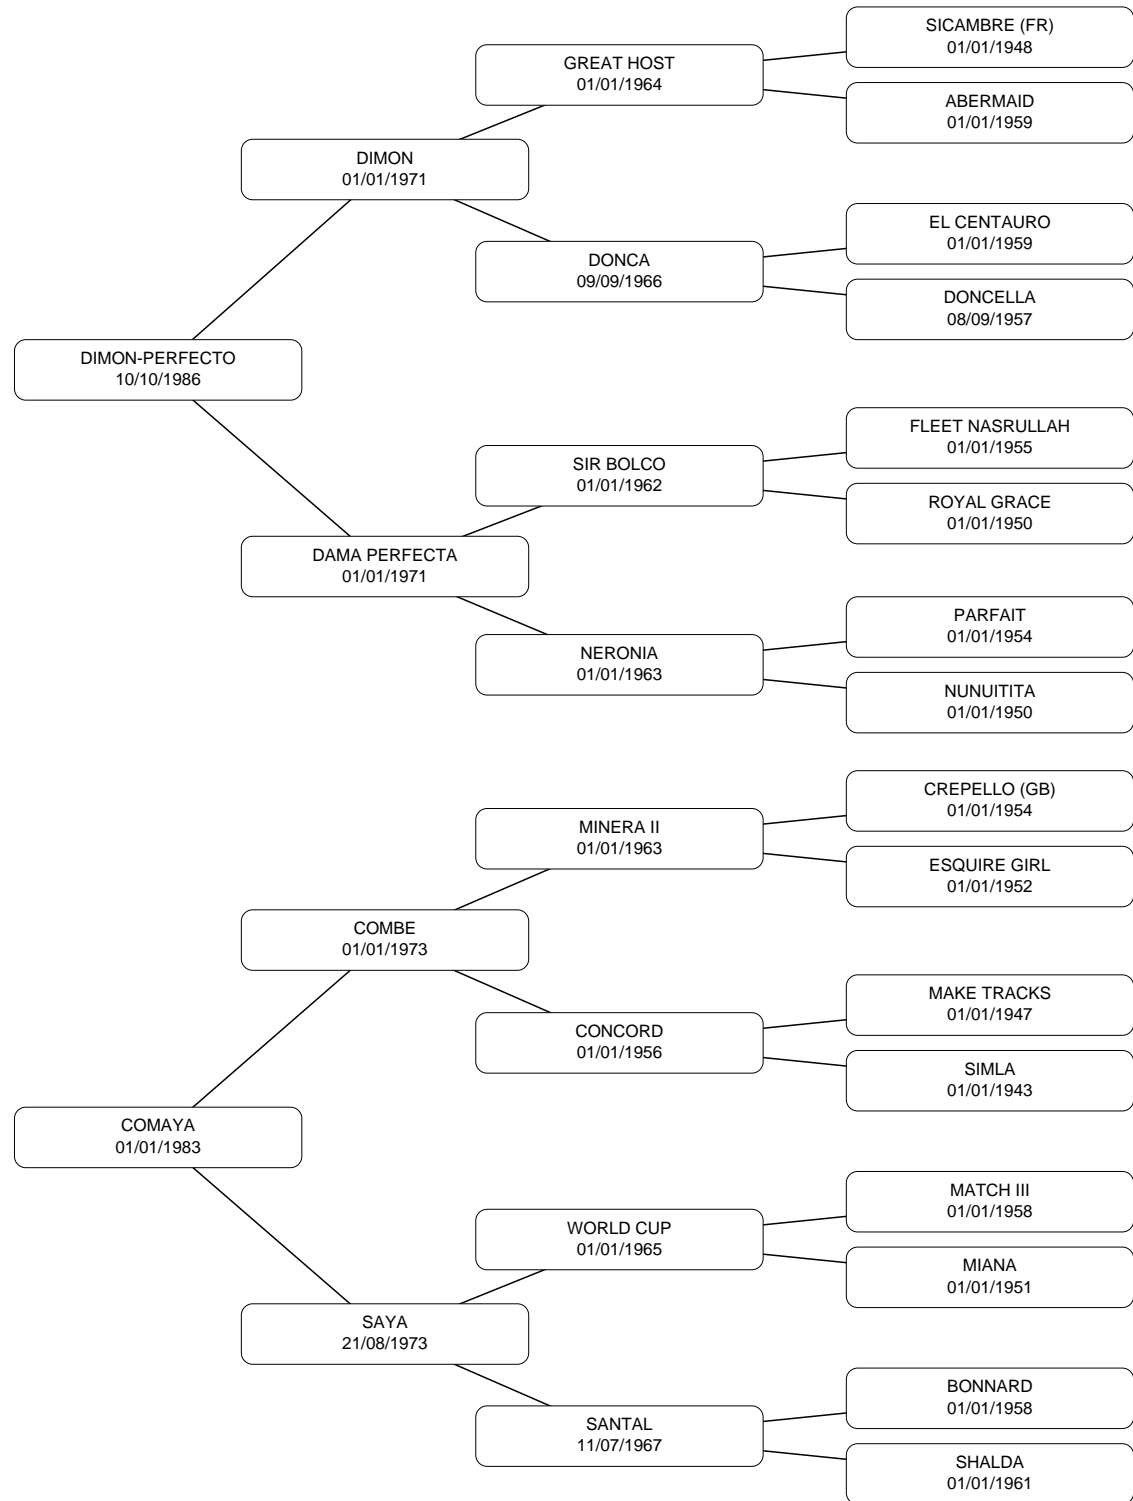 SICAMBRE (FR)
01/01/1948
GREAT HOST
01/01/1964
ABERMAID
01/01/1959
DIMON
01/01/1971
EL CENTAURO
01/01/1959
DONCA
09/09/1966
DONCELLA
08/09/1957
DIMON-PERFECTO
10/10/1986
FLEET NASRULLAH
01/01/1955
SIR BOLCO
01/01/1962
ROYAL GRACE
01/01/1950
DAMA PERFECTA
01/01/1971
PARFAIT
01/01/1954
NERONIA
01/01/1963
NUNUITITA
01/01/1950
CREPELLO (GB)
01/01/1954
MINERA II
01/01/1963
ESQUIRE GIRL
01/01/1952
COMBE
01/01/1973
MAKE TRACKS
01/01/1947
CONCORD
01/01/1956
SIMLA
01/01/1943
COMAYA
01/01/1983
MATCH III
01/01/1958
WORLD CUP
01/01/1965
MIANA
01/01/1951
SAYA
21/08/1973
BONNARD
01/01/1958
SANTAL
11/07/1967
SHALDA
01/01/1961